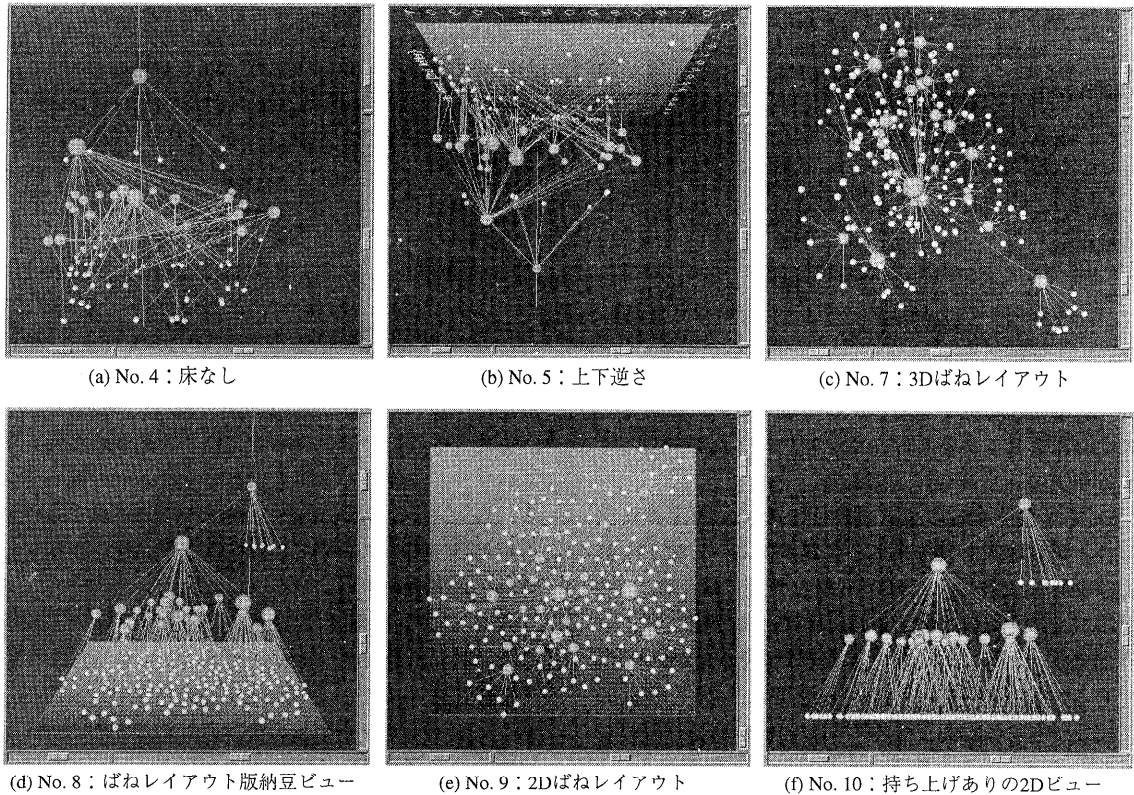 (a) No. 4：床なし
(b) No. 5：上下逆さ
(c) No. 7：3Dばねレイアウト
(d) No. 8：ばねレイアウト版納豆ビュー
(e) No. 9：2Dばねレイアウト
(f) No. 10：持ち上げありの2Dビュー